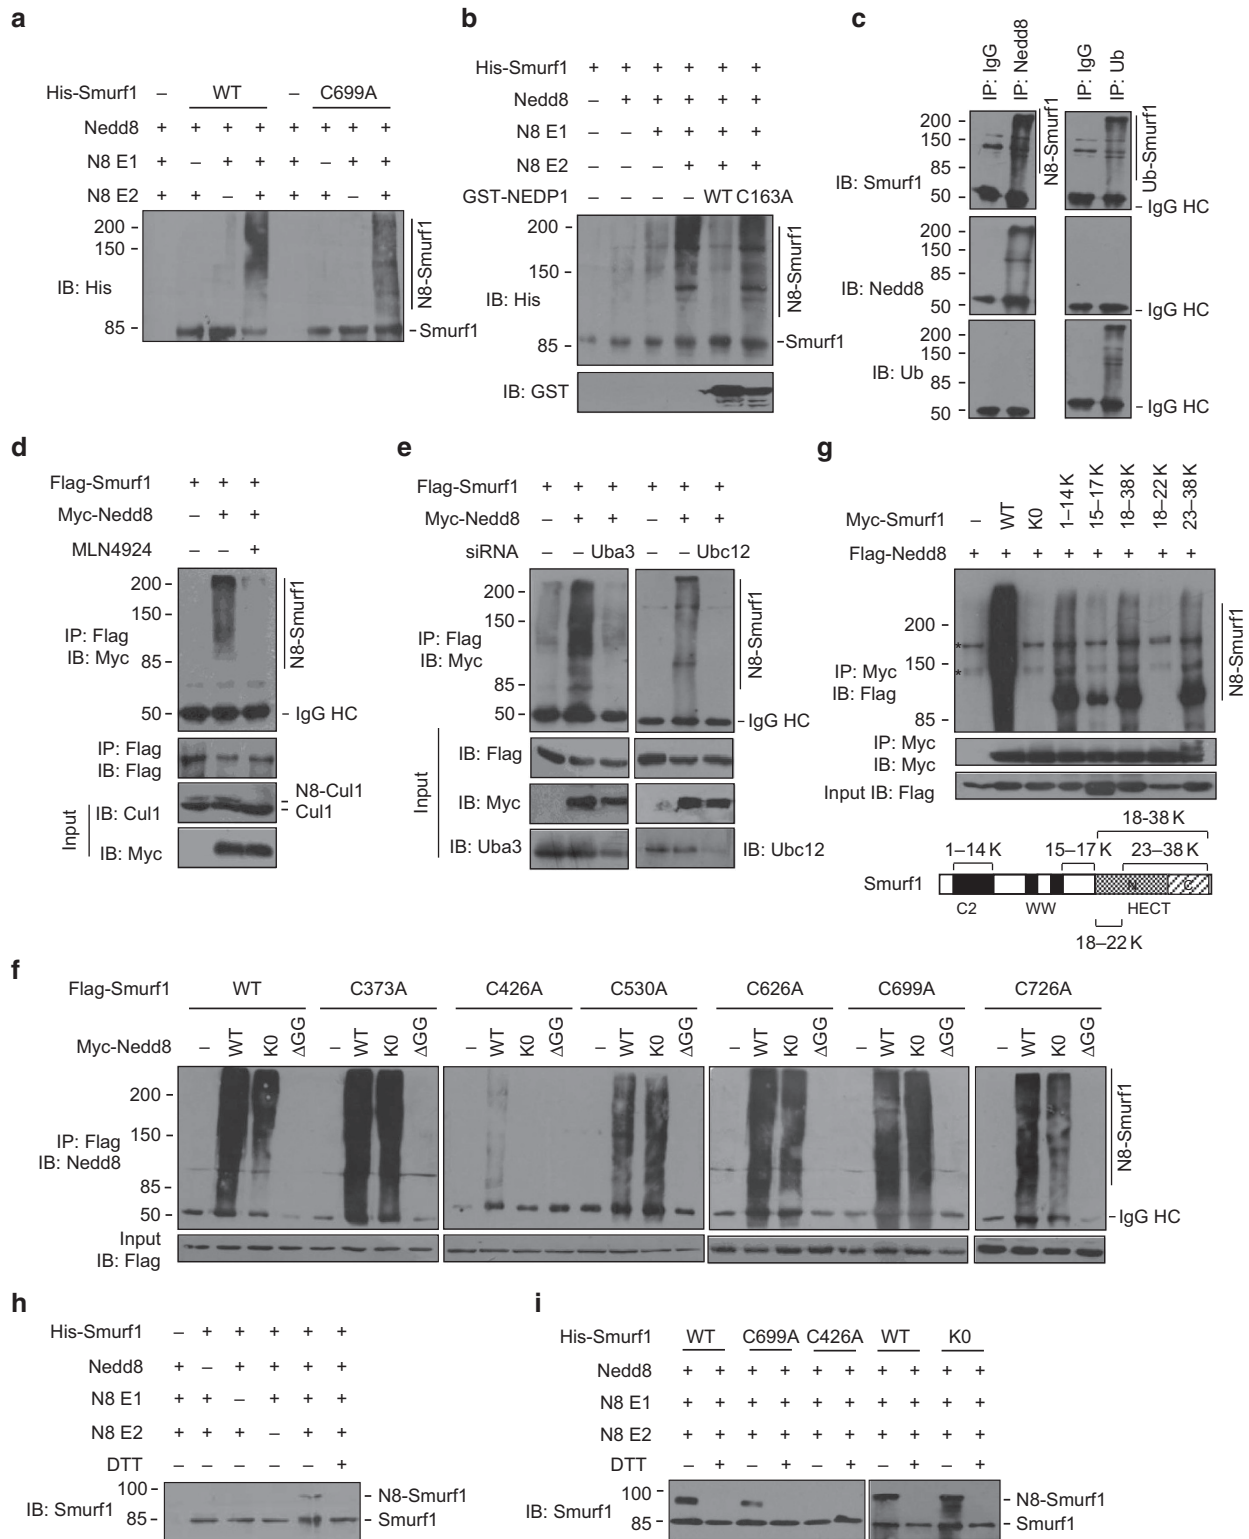 a
His-Smurf1 – WT – C699A
Nedd8 + + + + + + + +
N8 E1 + – + + + – + +
N8 E2 + + – + + + – +
200 –
150 –
85 –
IB: His
N8-Smurf1
–Smurf1
b
His-Smurf1 + + + + + +
Nedd8 – + + + + +
N8 E1 – – + + + +
N8 E2 – – – + + +
GST-NEDP1 – – – – WT C163A
200 –
150 –
85 –
IB: His
N8-Smurf1
–Smurf1
IB: GST
c
IP: IgG
IP: Nedd8
IP: IgG
IP: Ub
200 –
150 –
85 –
50 –
IB: Smurf1
N8-Smurf1
Ub-Smurf1
– IgG HC
200 –
150 –
85 –
50 –
IB: Nedd8
– IgG HC
200 –
150 –
85 –
50 –
IB: Ub
– IgG HC
d
Flag-Smurf1 + + +
Myc-Nedd8 – + +
MLN4924 – – +
200 –
150 –
85 –
50 –
IP: Flag
IB: Myc
N8-Smurf1
– IgG HC
IP: Flag
IB: Flag
Input
IB: Cul1
N8-Cul1
Cul1
IB: Myc
e
Flag-Smurf1 + + + + + +
Myc-Nedd8 – + + – + +
siRNA – – Uba3 – – Ubc12
200 –
150 –
85 –
50 –
IP: Flag
IB: Myc
N8-Smurf1
– IgG HC
Input
IB: Flag
IB: Myc
IB: Uba3
IB: Ubc12
g
Myc-Smurf1 – WT K0 1–14 K 15–17 K 18–38 K 18–22 K 23–38 K
Flag-Nedd8 + + + + + + + +
200 –
150 –
85 –
*
*
IP: Myc
IB: Flag
N8-Smurf1
IP: Myc
IB: Myc
Input IB: Flag
18-38 K
1–14 K 15–17 K 23–38 K
Smurf1
N C
C2 WW HECT
18–22 K
f
Flag-Smurf1 WT C373A C426A C530A C626A C699A C726A
Myc-Nedd8 – WT K0 ΔGG – WT K0 ΔGG – WT K0 ΔGG – WT K0 ΔGG – WT K0 ΔGG – WT K0 ΔGG – WT K0 ΔGG
200 –
150 –
85 –
50 –
IP: Flag
IB: Nedd8
N8-Smurf1
– IgG HC
Input
IB: Flag
h
His-Smurf1 – + + + + +
Nedd8 + – + + + +
N8 E1 + + – + + +
N8 E2 + + + – + +
DTT – – – – – +
100 –
85 –
IB: Smurf1
– N8-Smurf1
– Smurf1
i
His-Smurf1 WT C699A C426A WT K0
Nedd8 + + + + + + + + + +
N8 E1 + + + + + + + + + +
N8 E2 + + + + + + + + + +
DTT – + – + – + – + – +
100 –
85 –
IB: Smurf1
– N8-Smurf1
– Smurf1